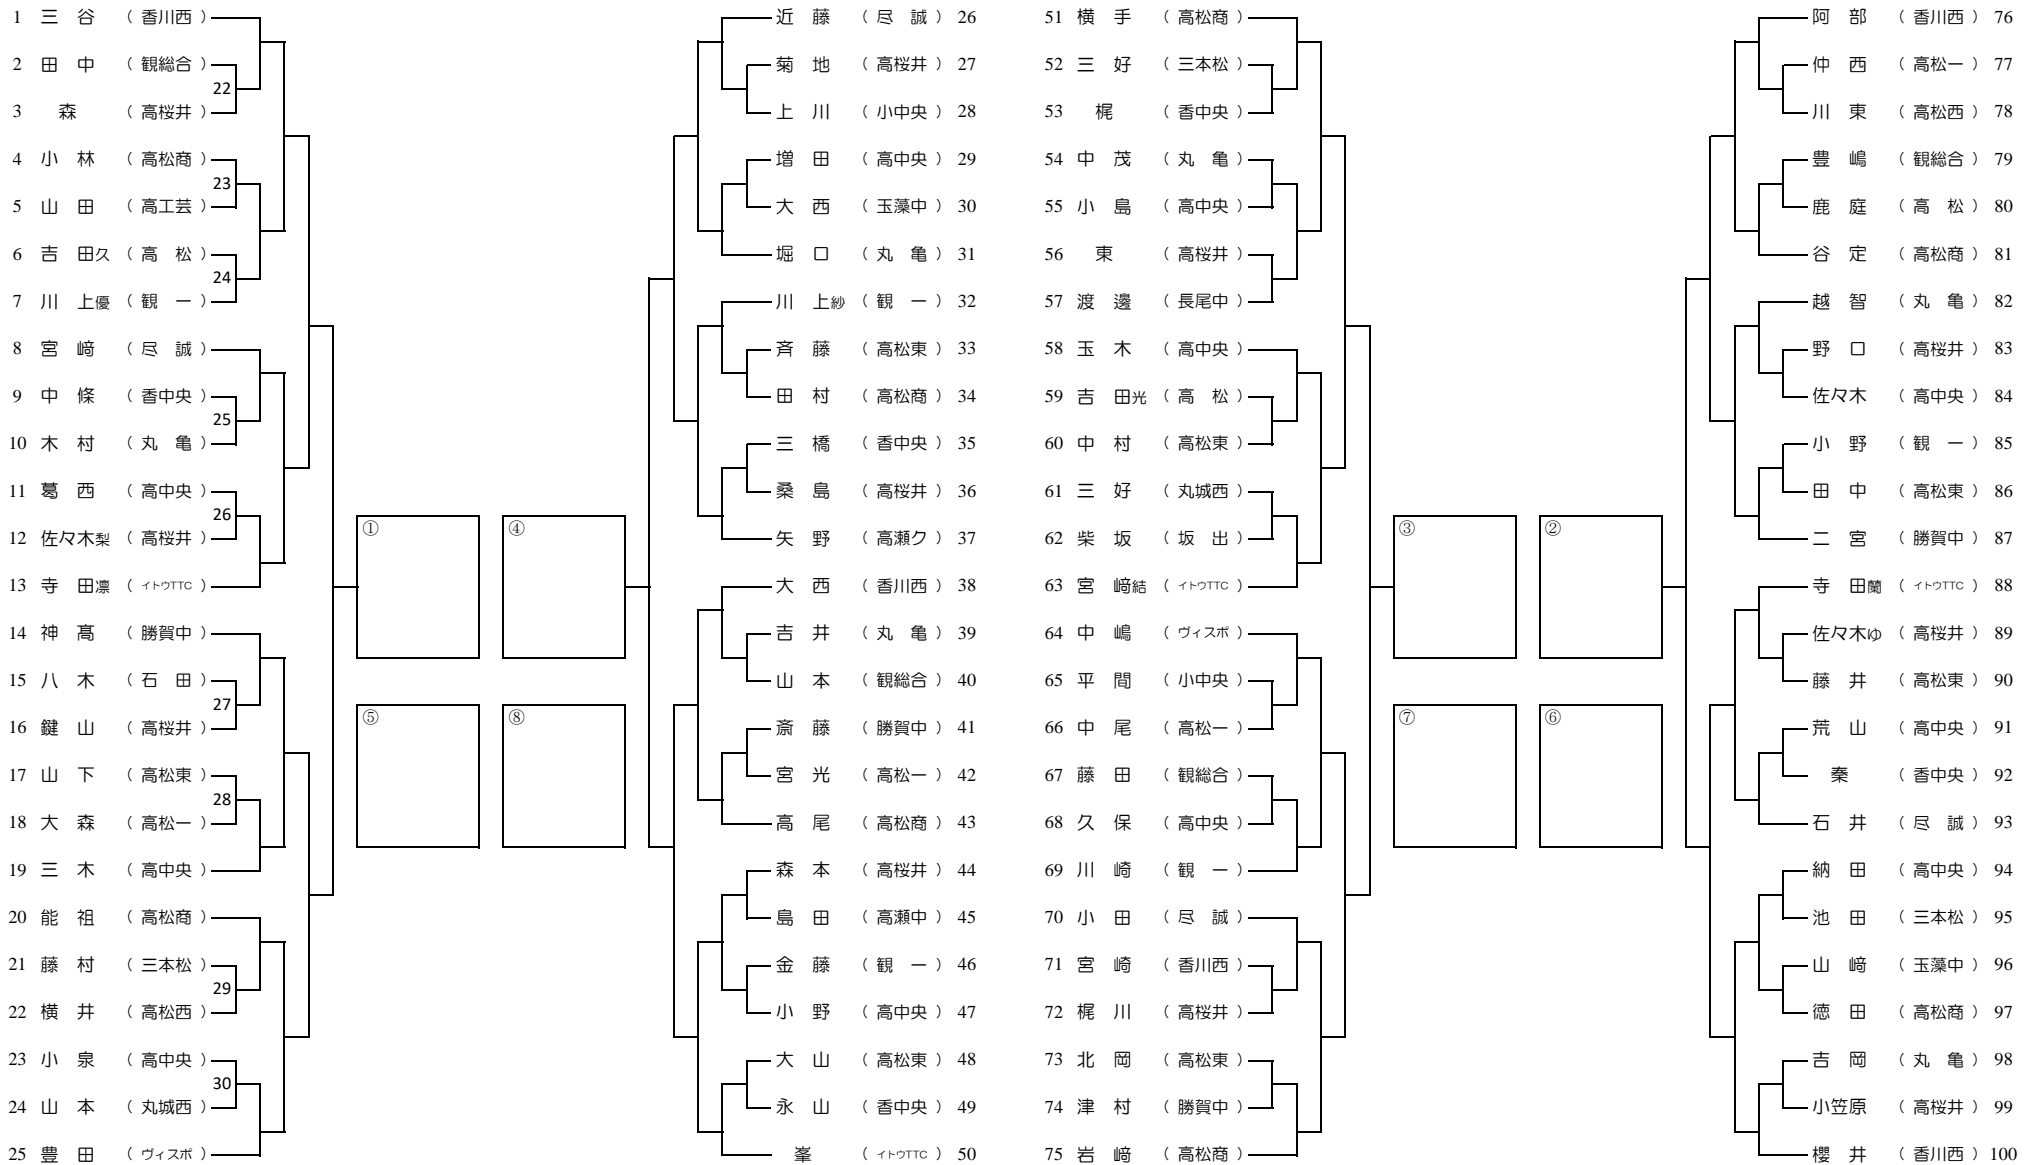 1 三 谷 （ 香川西 ）
2 田 中 （ 観総合 ）
22
3 森 （ 高桜井 ）
4 小 林 （ 高松商 ）
23
5 山 田 （ 高工芸 ）
6 吉 田久 （ 高 松 ）
24
7 川 上優 （ 観 一 ）
8 宮 﨑 （ 尽 誠 ）
9 中 條 （ 香中央 ）
25
10 木 村 （ 丸 亀 ）
11 葛 西 （ 高中央 ）
26
12 佐々木梨 （ 高桜井 ）
13 寺 田凛 （ イトウTTC ）
14 神 髙 （ 勝賀中 ）
15 八 木 （ 石 田 ）
27
16 鍵 山 （ 高桜井 ）
17 山 下 （ 高松東 ）
28
18 大 森 （ 高松一 ）
19 三 木 （ 高中央 ）
20 能 祖 （ 高松商 ）
21 藤 村 （ 三本松 ）
29
22 横 井 （ 高松西 ）
23 小 泉 （ 高中央 ）
30
24 山 本 （ 丸城西 ）
25 豊 田 （ ヴィスポ ）
①
⑤
④
⑧
近 藤 （ 尽 誠 ） 26
菊 地 （ 高桜井 ） 27
上 川 （ 小中央 ） 28
増 田 （ 高中央 ） 29
大 西 （ 玉藻中 ） 30
堀 口 （ 丸 亀 ） 31
川 上紗 （ 観 一 ） 32
斉 藤 （ 高松東 ） 33
田 村 （ 高松商 ） 34
三 橋 （ 香中央 ） 35
桑 島 （ 高桜井 ） 36
矢 野 （ 高瀬ク ） 37
大 西 （ 香川西 ） 38
吉 井 （ 丸 亀 ） 39
山 本 （ 観総合 ） 40
斎 藤 （ 勝賀中 ） 41
宮 光 （ 高松一 ） 42
高 尾 （ 高松商 ） 43
森 本 （ 高桜井 ） 44
島 田 （ 高瀬中 ） 45
金 藤 （ 観 一 ） 46
小 野 （ 高中央 ） 47
大 山 （ 高松東 ） 48
永 山 （ 香中央 ） 49
峯 （ イトウTTC ） 50
51 横 手 （ 高松商 ）
52 三 好 （ 三本松 ）
53 梶 （ 香中央 ）
54 中 茂 （ 丸 亀 ）
55 小 島 （ 高中央 ）
56 東 （ 高桜井 ）
57 渡 邊 （ 長尾中 ）
58 玉 木 （ 高中央 ）
59 吉 田光 （ 高 松 ）
60 中 村 （ 高松東 ）
61 三 好 （ 丸城西 ）
62 柴 坂 （ 坂 出 ）
63 宮 﨑結 （ イトウTTC ）
64 中 嶋 （ ヴィスポ ）
65 平 間 （ 小中央 ）
66 中 尾 （ 高松一 ）
67 藤 田 （ 観総合 ）
68 久 保 （ 高中央 ）
69 川 崎 （ 観 一 ）
70 小 田 （ 尽 誠 ）
71 宮 崎 （ 香川西 ）
72 梶 川 （ 高桜井 ）
73 北 岡 （ 高松東 ）
74 津 村 （ 勝賀中 ）
75 岩 﨑 （ 高松商 ）
③
⑦
②
⑥
阿 部 （ 香川西 ） 76
仲 西 （ 高松一 ） 77
川 東 （ 高松西 ） 78
豊 嶋 （ 観総合 ） 79
鹿 庭 （ 高 松 ） 80
谷 定 （ 高松商 ） 81
越 智 （ 丸 亀 ） 82
野 口 （ 高桜井 ） 83
佐々木 （ 高中央 ） 84
小 野 （ 観 一 ） 85
田 中 （ 高松東 ） 86
二 宮 （ 勝賀中 ） 87
寺 田蘭 （ イトウTTC ） 88
佐々木ゆ （ 高桜井 ） 89
藤 井 （ 高松東 ） 90
荒 山 （ 高中央 ） 91
秦 （ 香中央 ） 92
石 井 （ 尽 誠 ） 93
納 田 （ 高中央 ） 94
池 田 （ 三本松 ） 95
山 﨑 （ 玉藻中 ） 96
徳 田 （ 高松商 ） 97
吉 岡 （ 丸 亀 ） 98
小笠原 （ 高桜井 ） 99
櫻 井 （ 香川西 ） 100